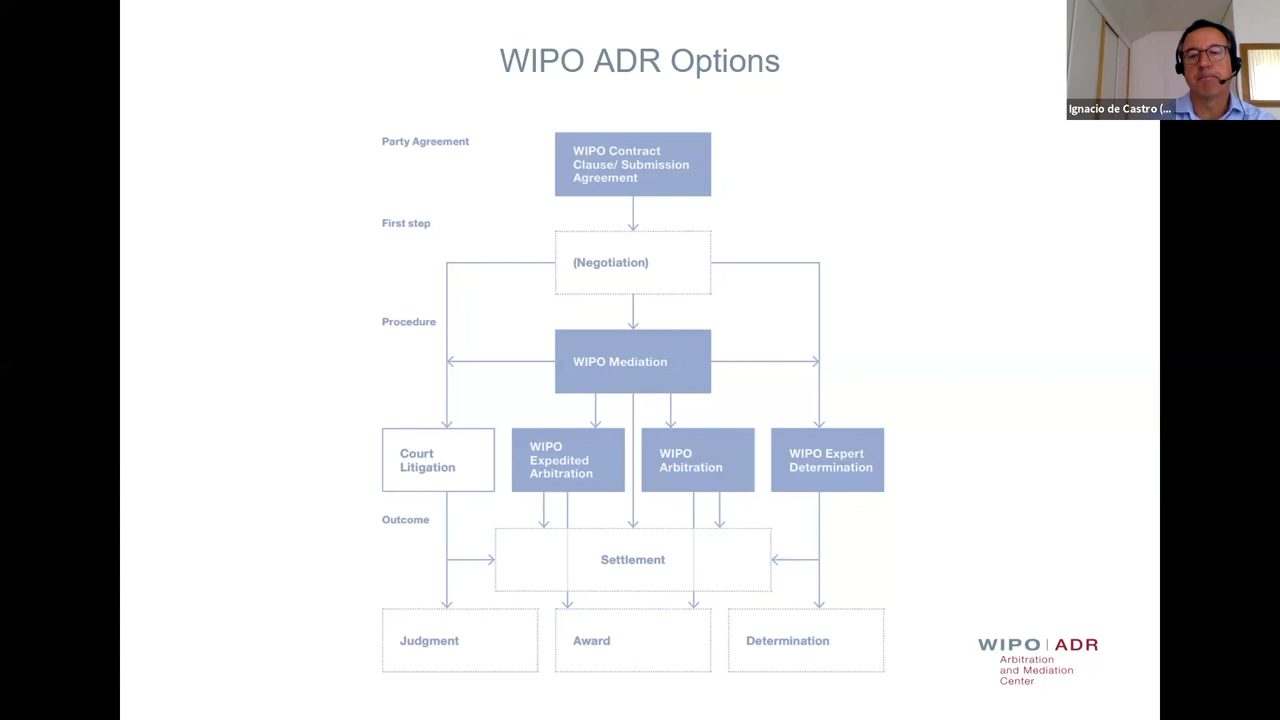 WIPO ADR Options
Ignacio de Castro (...
Party Agreement
WIPO Contract
Clause/ Submission
Agreement
First step
(Negotiation)
Procedure
WIPO Mediation
Court
Litigation
WIPO
Expedited
Arbitration
WIPO
Arbitration
WIPO Expert
Determination
Outcome
Settlement
Judgment
Award
Determination
WIPO | ADR
Arbitration
and Mediation
Center